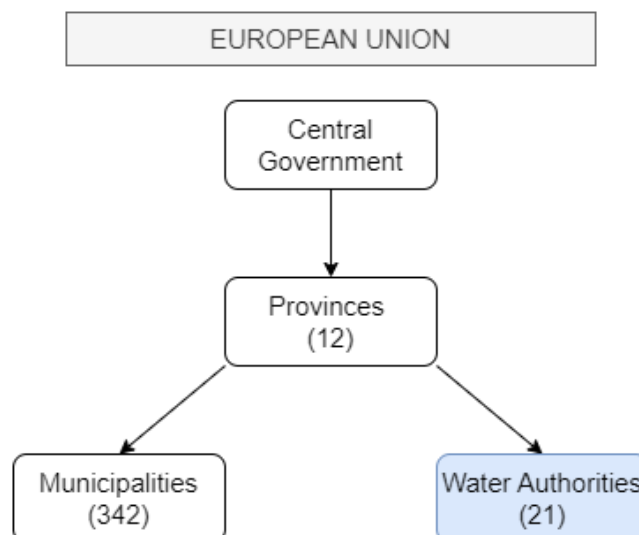 EUROPEAN UNION
Central
Government
Provinces
(12)
Municipalities
(342)
Water Authorities
(21)